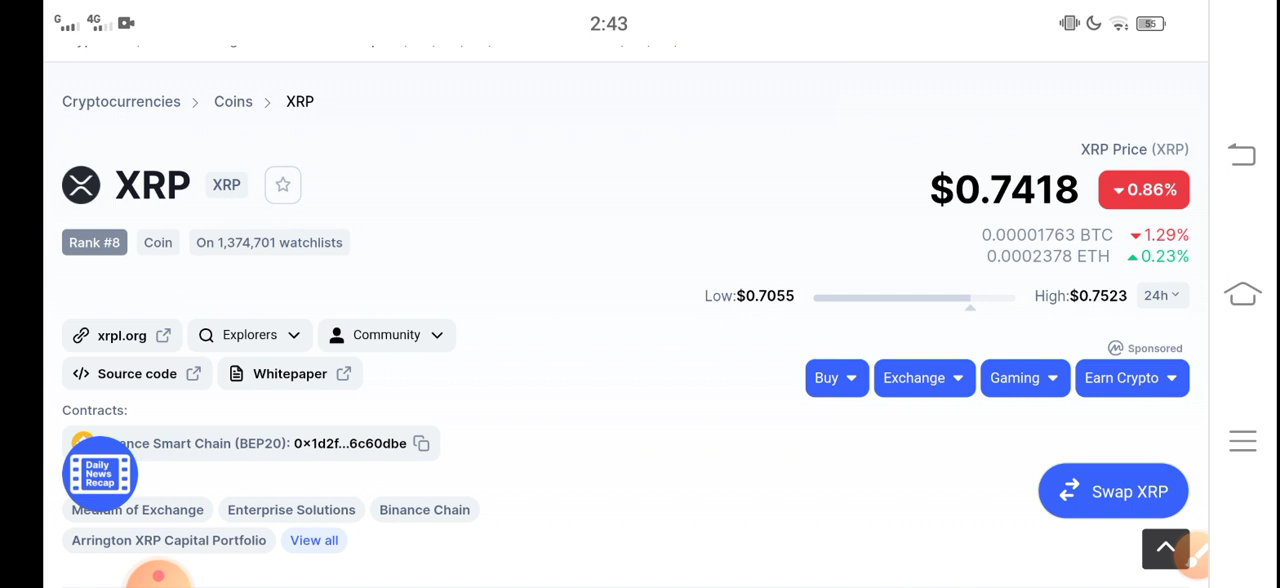 G 4G 2:43 55
Cryptocurrencies > Coins > XRP
XRP Price (XRP)
XRP XRP $0.7418 0.86%
0.00001763 BTC 1.29%
Rank #8 Coin On 1,374,701 watchlists
0.0002378 ETH 0.23%
Low:$0.7055 High:$0.7523 24h
xrpl.org Explorers Community
Sponsored
Source code Whitepaper
Buy Exchange Gaming Earn Crypto
Contracts:
Smart Chain (BEP20): 0x1d2f...6c60dbe
Daily
News
Recap
Swap XRP
Medium of Exchange Enterprise Solutions Binance Chain
Arrington XRP Capital Portfolio View all